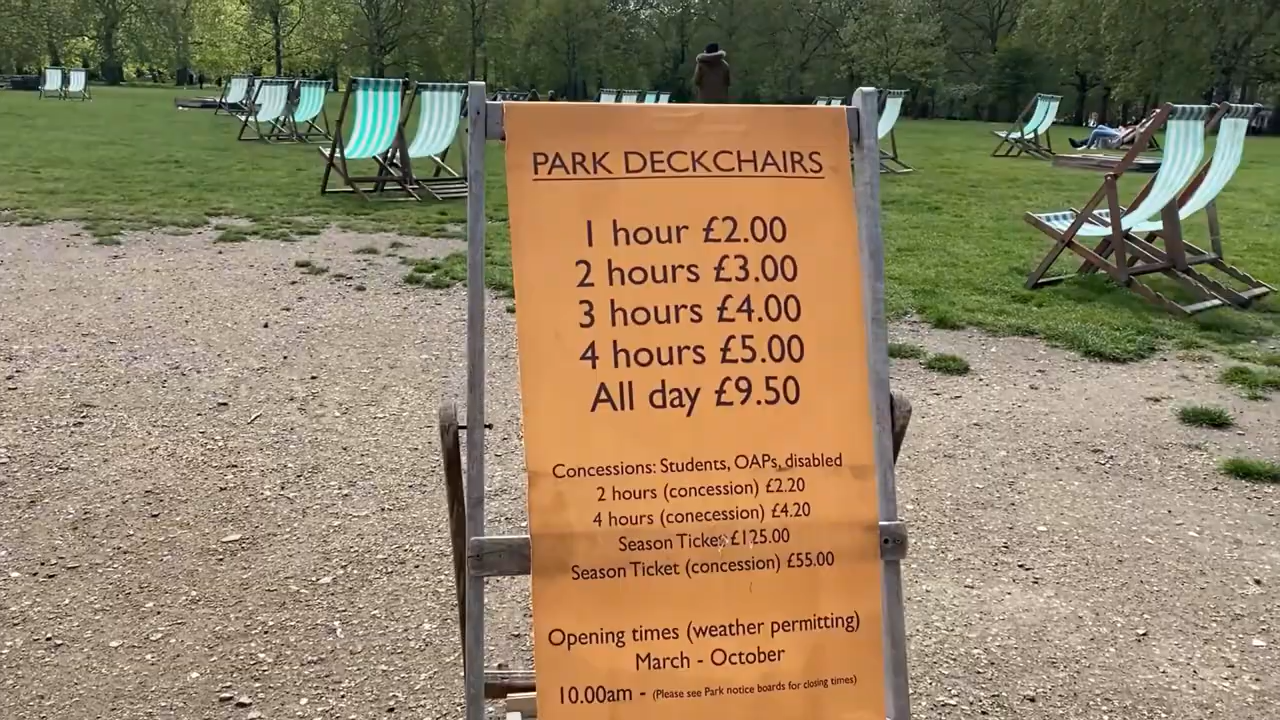 PARK DECKCHAIRS
1 hour £2.00
2 hours £3.00
3 hours £4.00
4 hours £5.00
All day £9.50
Concessions: Students, OAPs, disabled
2 hours (concession) £2.20
4 hours (conecession) £4.20
Season Ticket £125.00
Season Ticket (concession) £55.00
Opening times (weather permitting)
March - October
10.00am - (Please see Park notice boards for closing times)